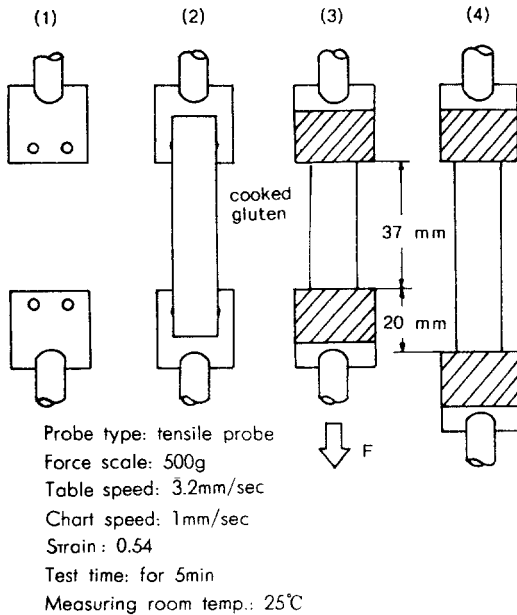 (1) (2) (3) (4)
cooked
gluten
37 mm
20 mm
F
Probe type: tensile probe
Force scale: 500g
Table speed: 3.2mm/sec
Chart speed: 1mm/sec
Strain: 0.54
Test time: for 5min
Measuring room temp.: 25℃